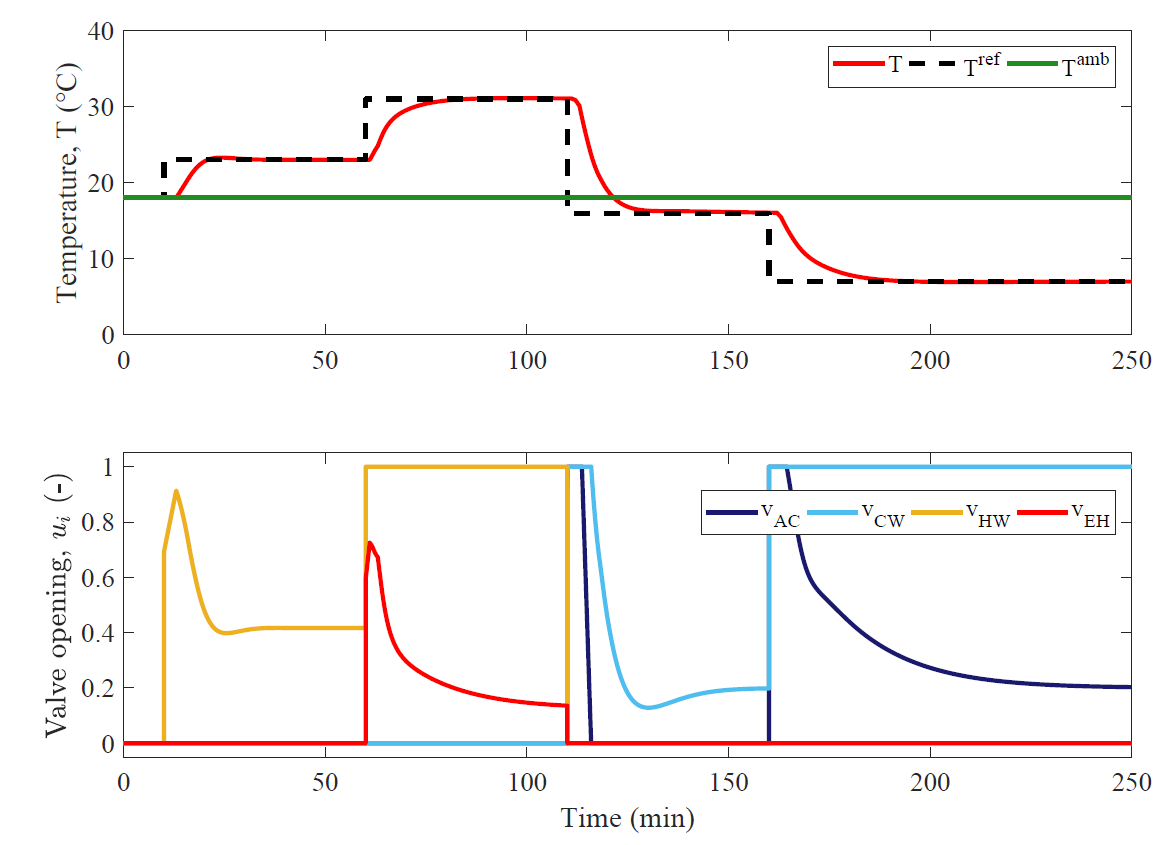 40
30
20
10
0
Temperature, T (°C)
T T^ref T^amb
0 50 100 150 200 250
1
0.8
0.6
0.4
0.2
0
Valve opening, u_i (-)
v_AC v_CW v_HW v_EH
0 50 100 150 200 250
Time (min)